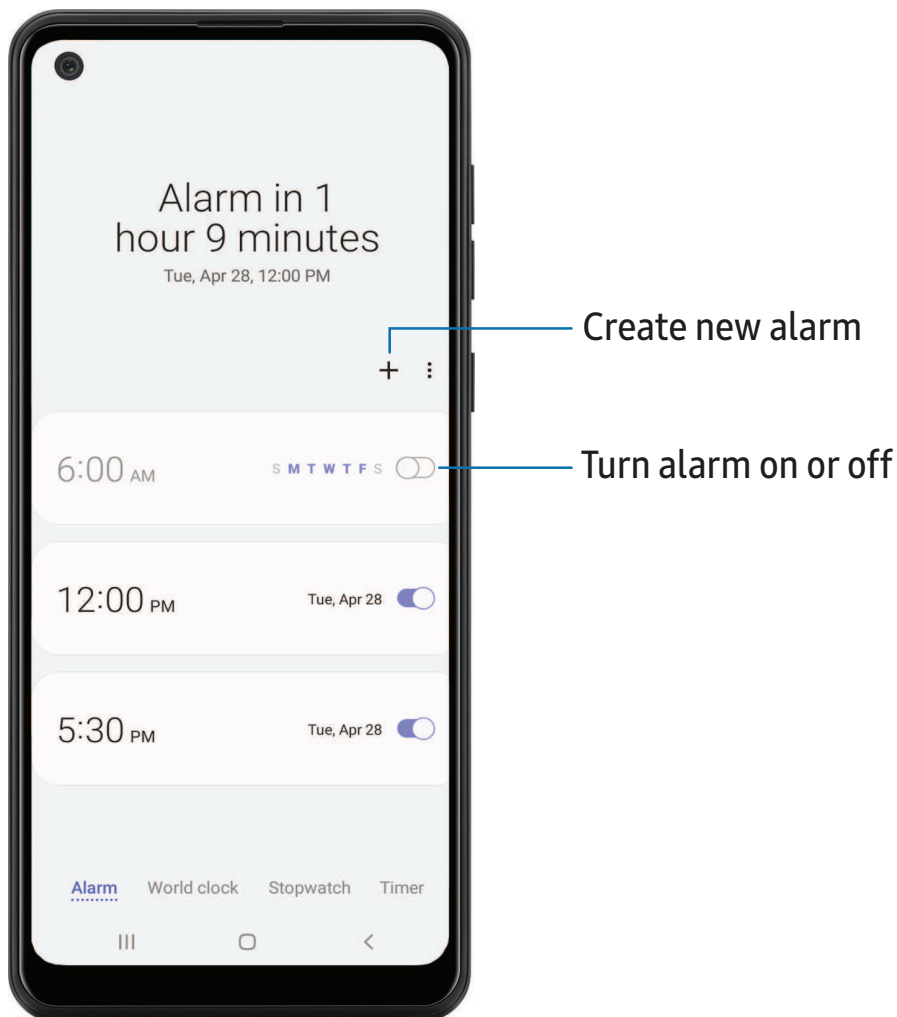 Alarm in 1
hour 9 minutes
Tue, Apr 28, 12:00 PM
Create new alarm
6:00 AM S M T W T F S
Turn alarm on or off
12:00 PM Tue, Apr 28
5:30 PM Tue, Apr 28
Alarm World clock Stopwatch Timer